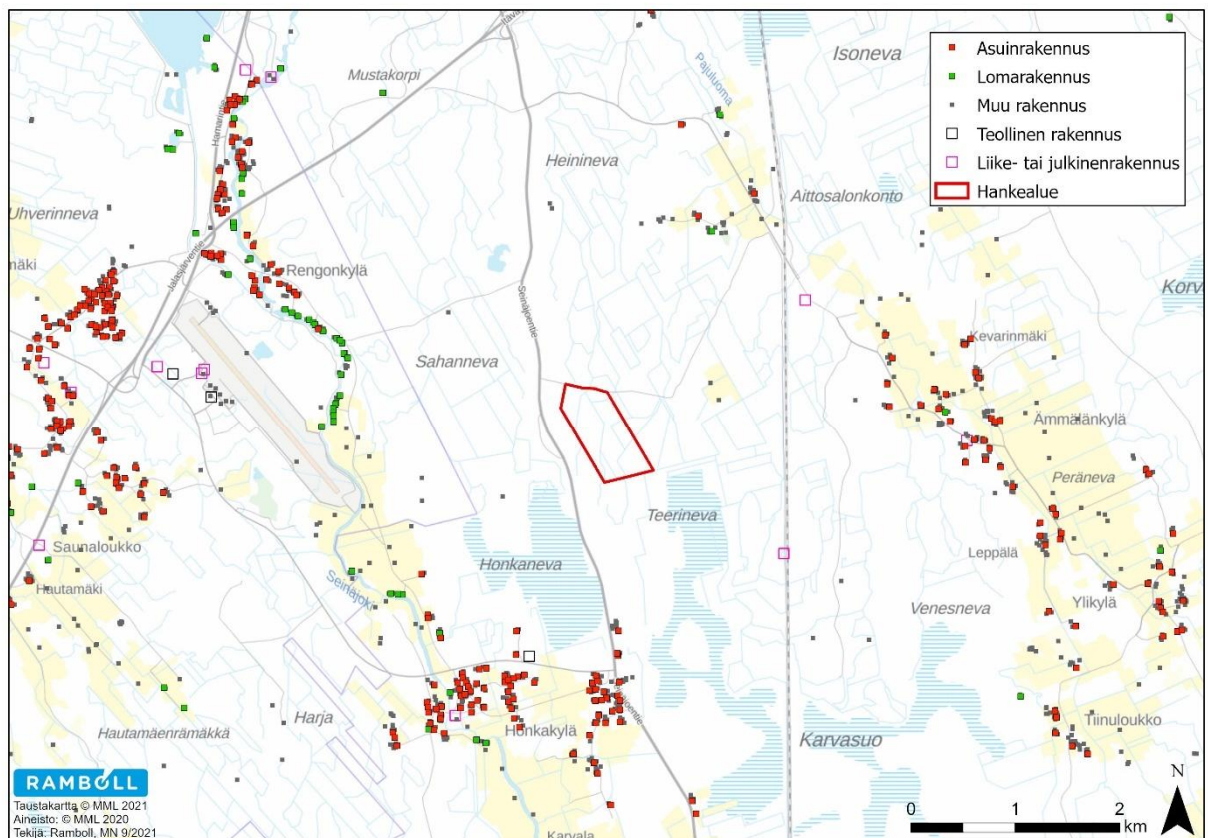 Itäväylä
Isoneva
Mustakorpi
Pajuluoma
Hamarintie
Heinineva
Aittosalonkonto
Uhverinneva
Jalasjärventie
mäki
Rengonkylä
Seinäjoentie
Korv
Kevarinmäki
Sahanneva
Ämmälänkylä
Peräneva
Teerineva
Saunaloukko
Hautamäki
Honkaneva
Leppälä
Seinäjoki
Venesneva
Ylikylä
Harja
Honkakylä
Hautamäenrämäkkä
Karvasuo
Tiinuloukko
Karvala
Asuinrakennus
Lomarakennus
Muu rakennus
Teollinen rakennus
Liike- tai julkinenrakennus
Hankealue
RAMBOLL
Taustakartta © MML 2021
Aineisto: © MML 2020
Tekijä: Ramboll, MN 9/2021
N
0 1 2
km